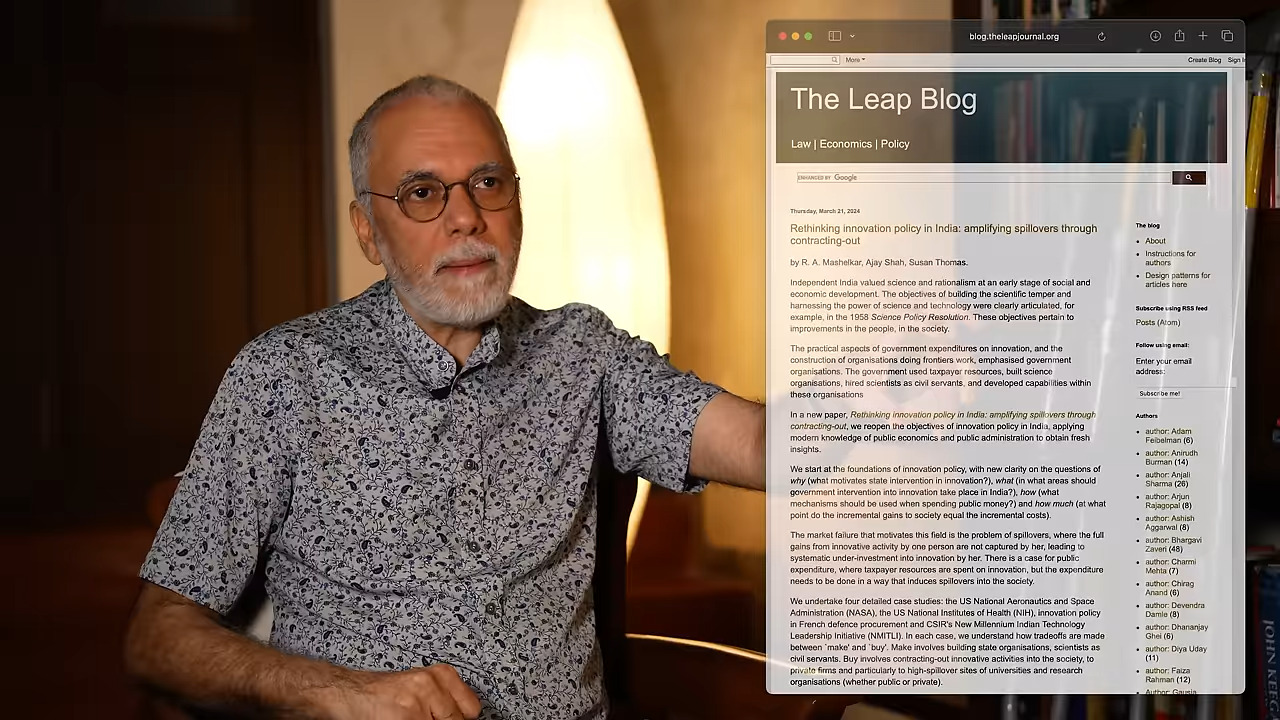 blog.theleapjournal.org
More
Create Blog
Sign
The Leap Blog
Law | Economics | Policy
ENHANCED BY Google
Thursday, March 21, 2024
Rethinking innovation policy in India: amplifying spillovers through
contracting-out
by R. A. Mashelkar, Ajay Shah, Susan Thomas.
Independent India valued science and rationalism at an early stage of social and
economic development. The objectives of building the scientific temper and
harnessing the power of science and technology were clearly articulated, for
example, in the 1958 Science Policy Resolution. These objectives pertain to
improvements in the people, in the society.
The practical aspects of government expenditures on innovation, and the
construction of organisations doing frontiers work, emphasised government
organisations. The government used taxpayer resources, built science
organisations, hired scientists as civil servants, and developed capabilities within
these organisations
In a new paper, Rethinking innovation policy in India: amplifying spillovers through
contracting-out, we reopen the objectives of innovation policy in India, applying
modern knowledge of public economics and public administration to obtain fresh
insights.
We start at the foundations of innovation policy, with new clarity on the questions of
why (what motivates state intervention in innovation?), what (in what areas should
government intervention into innovation take place in India?), how (what
mechanisms should be used when spending public money?) and how much (at what
point do the incremental gains to society equal the incremental costs).
The market failure that motivates this field is the problem of spillovers, where the full
gains from innovative activity by one person are not captured by her, leading to
systematic under-investment into innovation by her. There is a case for public
expenditure, where taxpayer resources are spent on innovation, but the expenditure
needs to be done in a way that induces spillovers into the society.
We undertake four detailed case studies: the US National Aeronautics and Space
Administration (NASA), the US National Institutes of Health (NIH), innovation policy
in French defence procurement and CSIR's New Millennium Indian Technology
Leadership Initiative (NMITLI). In each case, we understand how tradeoffs are made
between `make' and `buy'. Make involves building state organisations, scientists as
civil servants. Buy involves contracting-out innovative activities into the society, to
private firms and particularly to high-spillover sites of universities and research
organisations (whether public or private).
The blog
About
Instructions for
authors
Design patterns for
articles here
Subscribe using RSS feed
Posts (Atom)
Follow using email:
Enter your email
address:
Subscribe me!
Authors
author: Adam
Feibelman (6)
author: Anirudh
Burman (14)
author: Anjali
Sharma (26)
author: Arjun
Rajagopal (8)
author: Ashish
Aggarwal (8)
author: Bhargavi
Zaveri (48)
author: Charmi
Mehta (7)
author: Chirag
Anand (6)
author: Devendra
Damle (8)
author: Dhananjay
Ghei (6)
author: Diya Uday
(11)
author: Faiza
Rahman (12)
Author: Gausia
JOHN KEEG